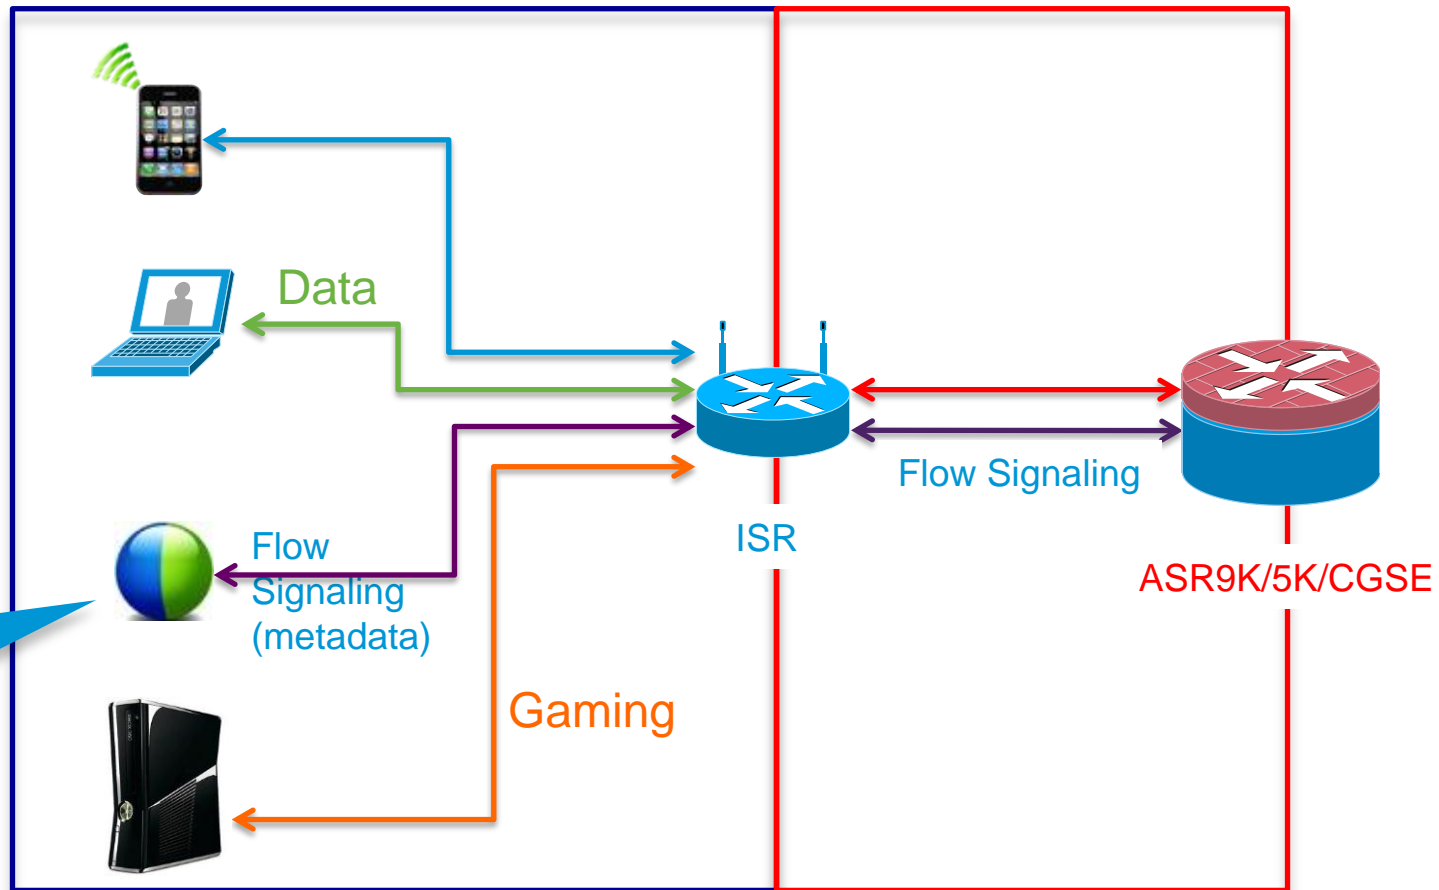 Data
Flow Signaling
ISR
Flow
Signaling
(metadata)
ASR9K/5K/CGSE
Gaming